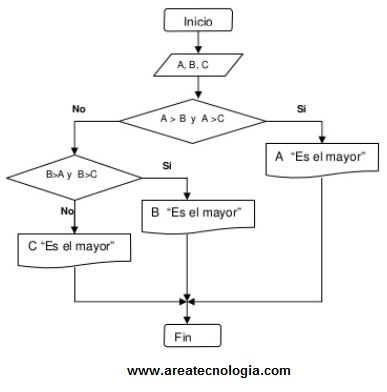 Inicio
A, B, C
No
Si
A > B y A >C
A "Es el mayor"
B>A y B>C
Si
B "Es el mayor"
No
C "Es el mayor"
Fin
www.areatecnologia.com